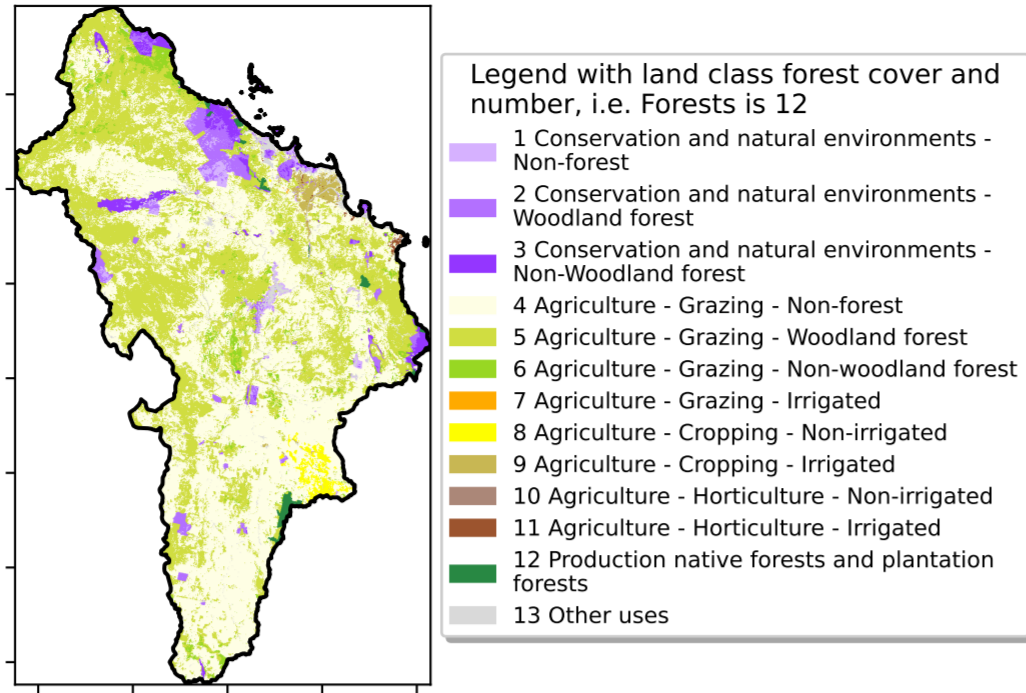 Legend with land class forest cover and
number, i.e. Forests is 12
1 Conservation and natural environments -
Non-forest
2 Conservation and natural environments -
Woodland forest
3 Conservation and natural environments -
Non-Woodland forest
4 Agriculture - Grazing - Non-forest
5 Agriculture - Grazing - Woodland forest
6 Agriculture - Grazing - Non-woodland forest
7 Agriculture - Grazing - Irrigated
8 Agriculture - Cropping - Non-irrigated
9 Agriculture - Cropping - Irrigated
10 Agriculture - Horticulture - Non-irrigated
11 Agriculture - Horticulture - Irrigated
12 Production native forests and plantation
forests
13 Other uses